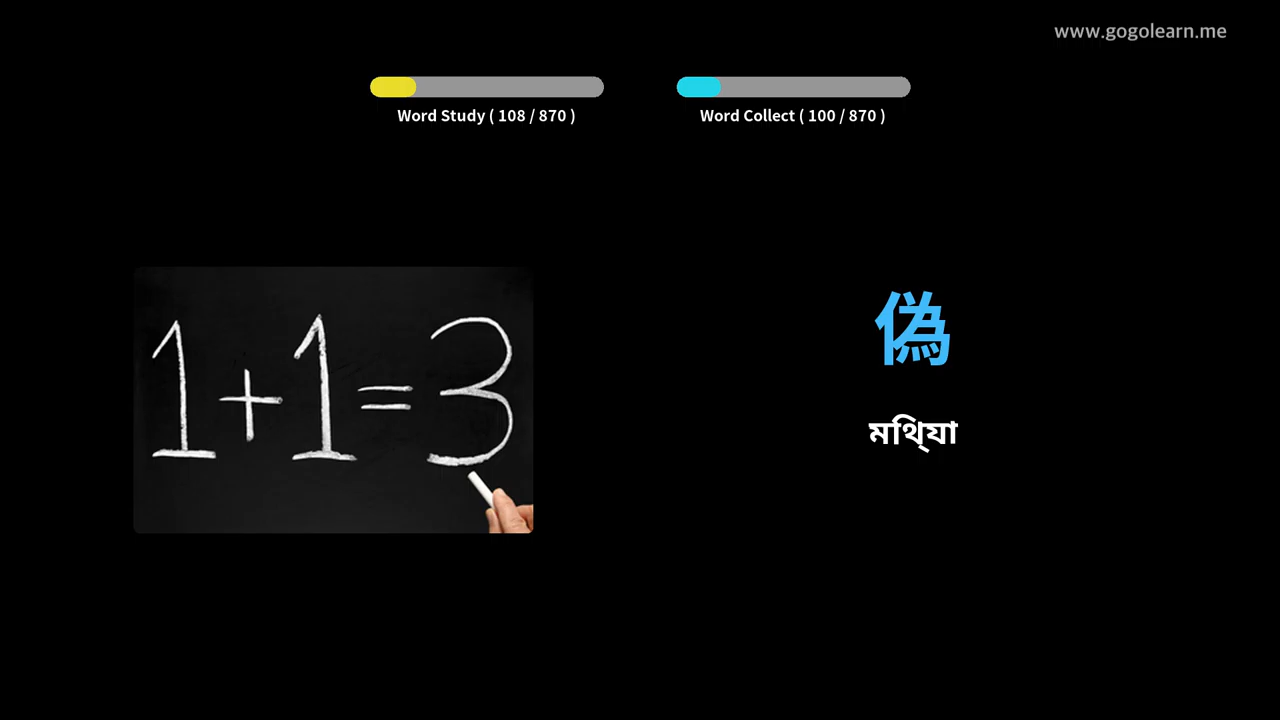 www.gogolearn.me
Word Study ( 108 / 870 )
Word Collect ( 100 / 870 )
1+1=3
偽
মথ্যিা